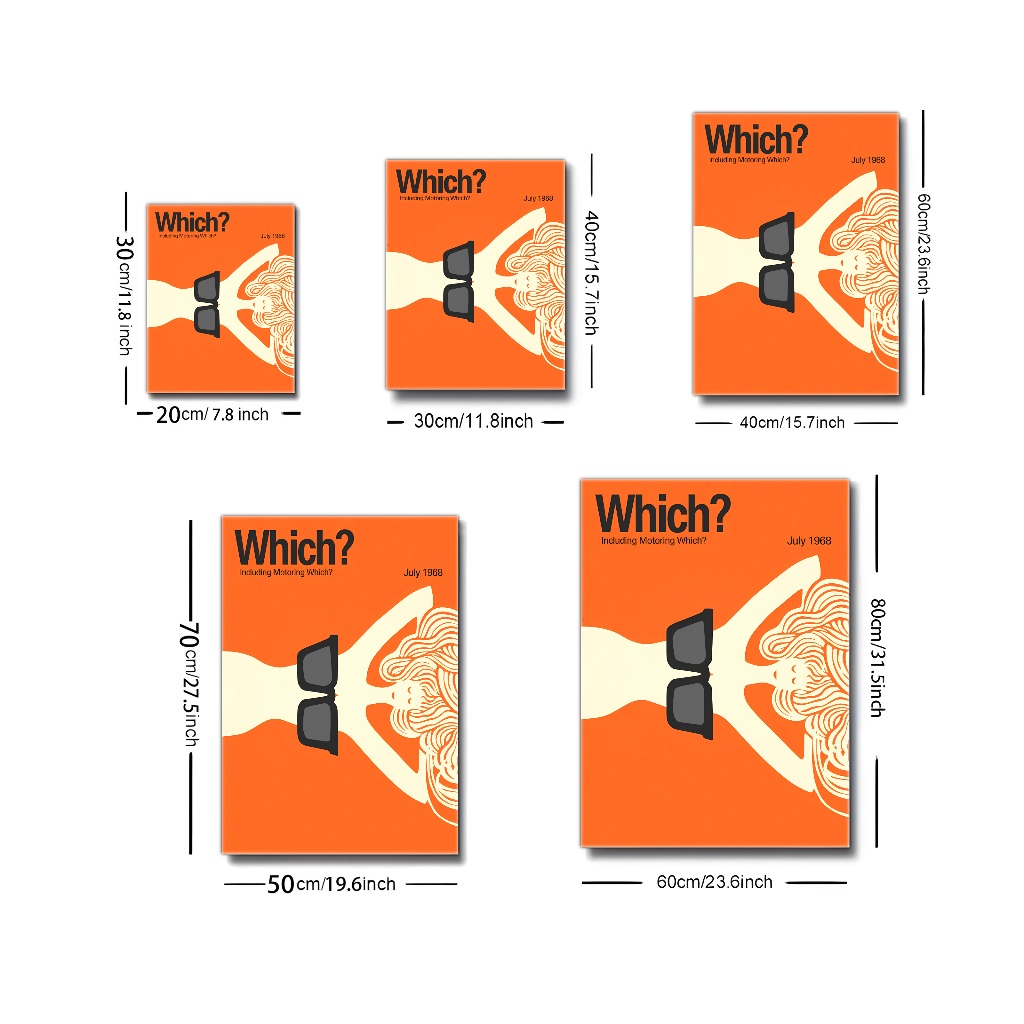 Which?
Including Motoring Which?
July 1968
30cm/11.8 inch
20cm/ 7.8 inch
Which?
Including Motoring Which?
July 1968
40cm/15.7inch
30cm/11.8inch
Which?
Including Motoring Which?
July 1968
60cm/23.6inch
40cm/15.7inch
Which?
Including Motoring Which?
July 1968
70cm/27.5inch
50cm/19.6inch
Which?
Including Motoring Which?
July 1968
80cm/31.5inch
60cm/23.6inch